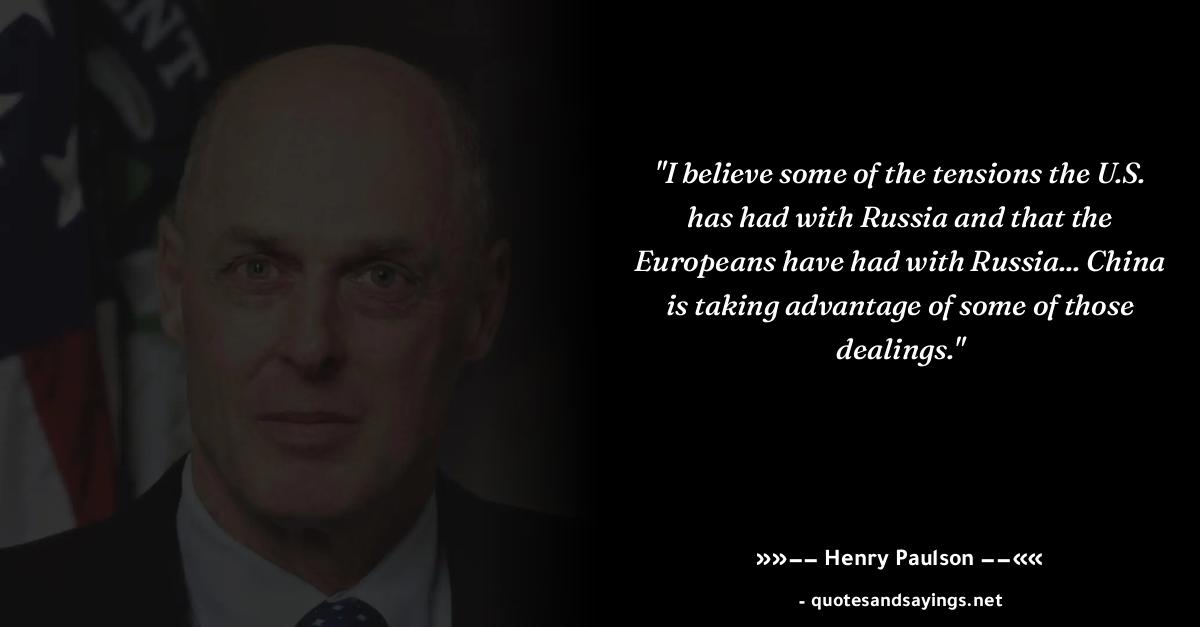 ENT
"I believe some of the tensions the U.S.
has had with Russia and that the
Europeans have had with Russia... China
is taking advantage of some of those
dealings."
»»−− Henry Paulson −−««
- quotesandsayings.net